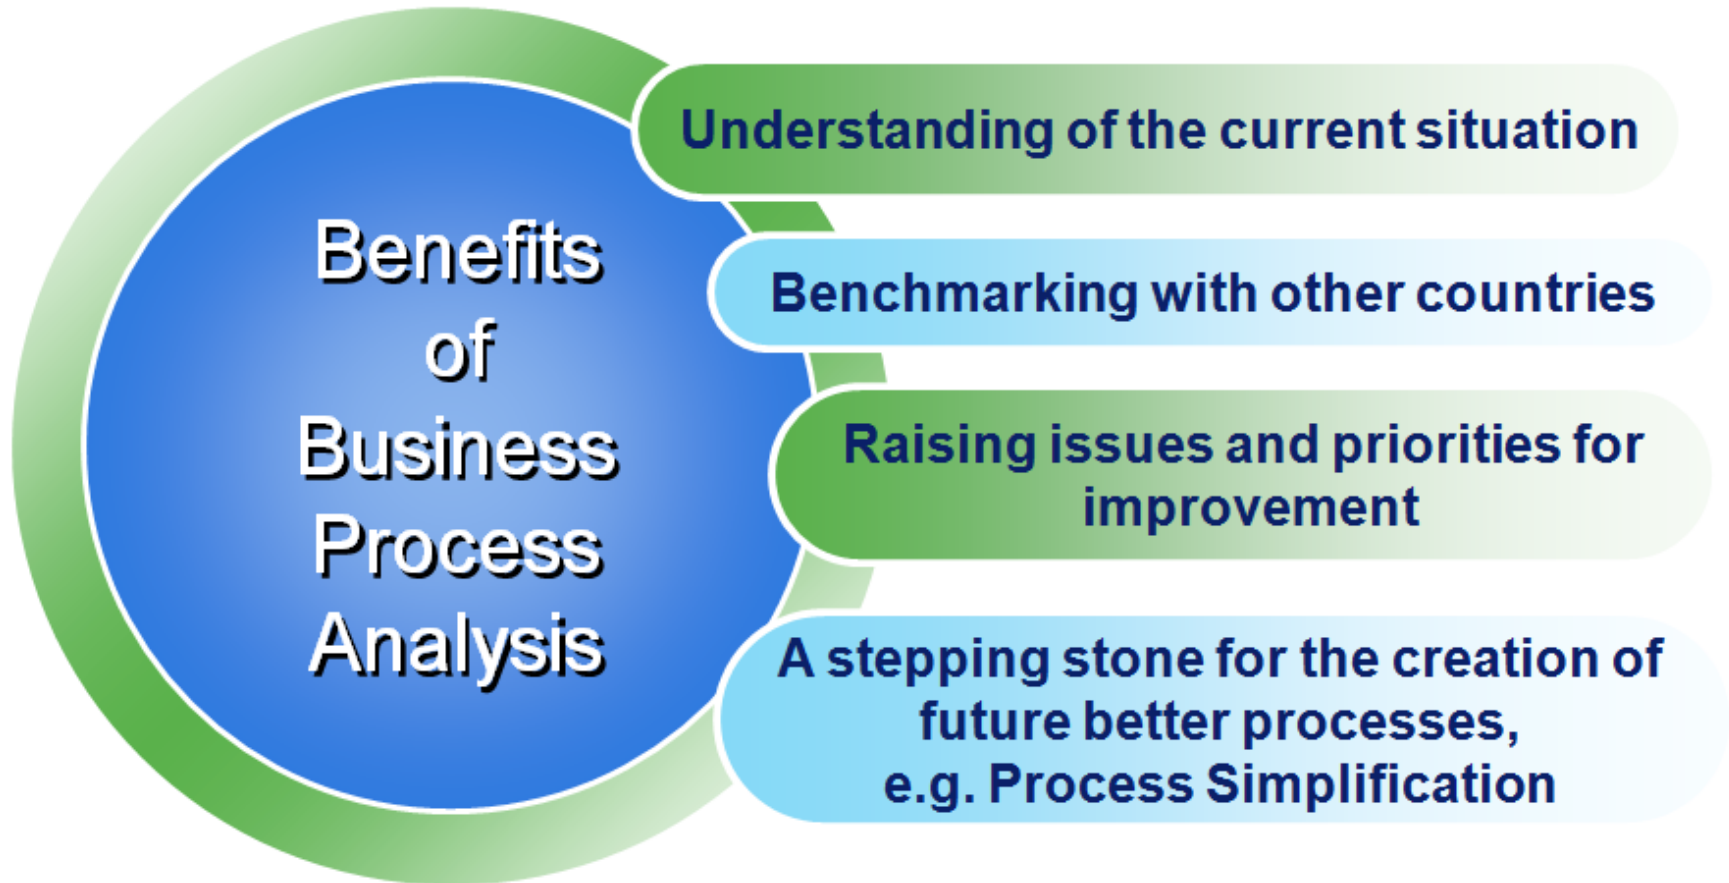 Benefits
of
Business
Process
Analysis
Understanding of the current situation
Benchmarking with other countries
Raising issues and priorities for
improvement
A stepping stone for the creation of
future better processes,
e.g. Process Simplification